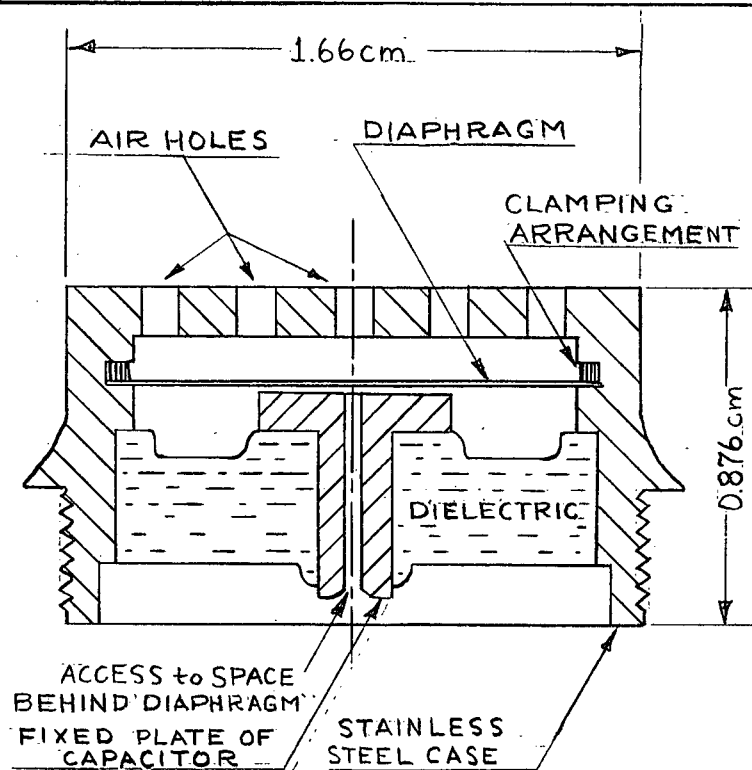 1.66cm
AIR HOLES
DIAPHRAGM
CLAMPING
ARRANGEMENT
0.876cm
DIELECTRIC
ACCESS to SPACE
BEHIND DIAPHRAGM
FIXED PLATE OF
CAPACITOR
STAINLESS
STEEL CASE